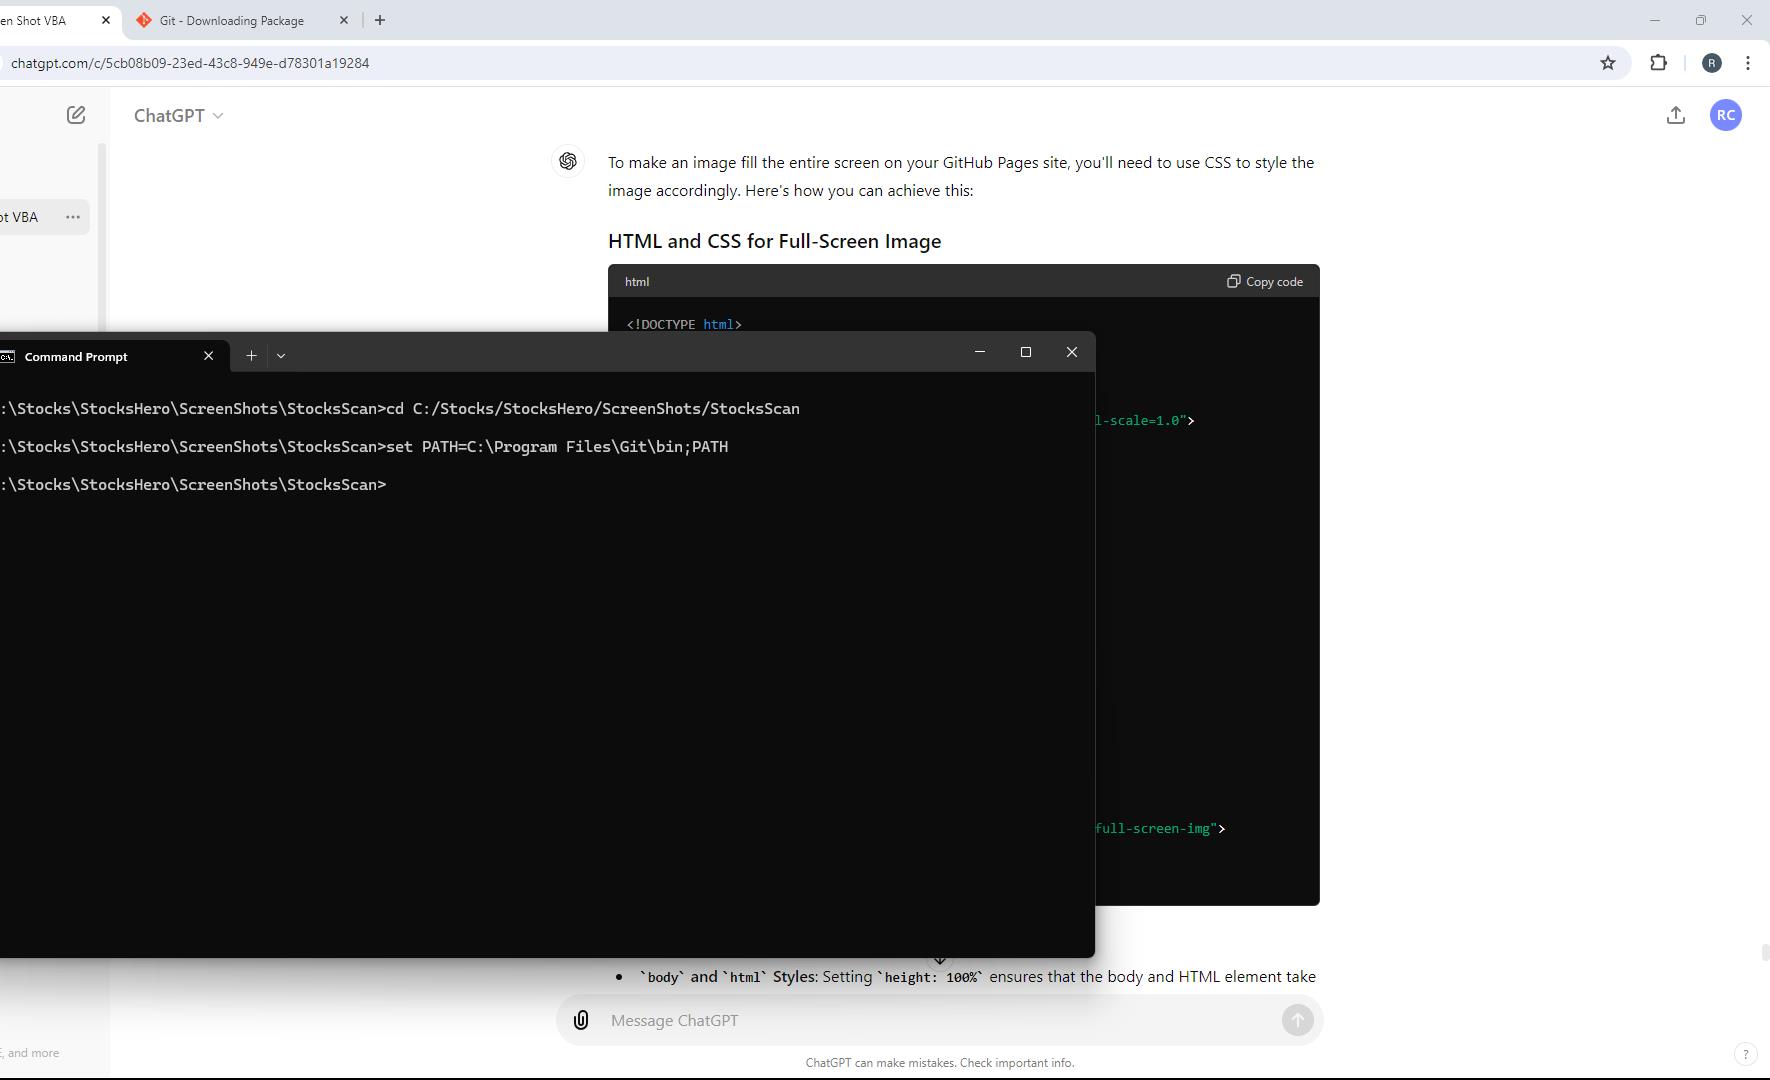 en Shot VBA
Git - Downloading Package
chatgpt.com/c/5cb08b09-23ed-43c8-949e-d78301a19284
R
ChatGPT
RC
ot VBA
To make an image fill the entire screen on your GitHub Pages site, you'll need to use CSS to style the
image accordingly. Here's how you can achieve this:
HTML and CSS for Full-Screen Image
html
Copy code
<!DOCTYPE html>
Command Prompt
:\Stocks\StocksHero\ScreenShots\StocksScan>cd C:/Stocks/StocksHero/ScreenShots/StocksScan
l-scale=1.0">
:\Stocks\StocksHero\ScreenShots\StocksScan>set PATH=C:\Program Files\Git\bin;PATH
:\Stocks\StocksHero\ScreenShots\StocksScan>
full-screen-img">
`body` and `html` Styles: Setting `height: 100%` ensures that the body and HTML element take
Message ChatGPT
E, and more
ChatGPT can make mistakes. Check important info.
?